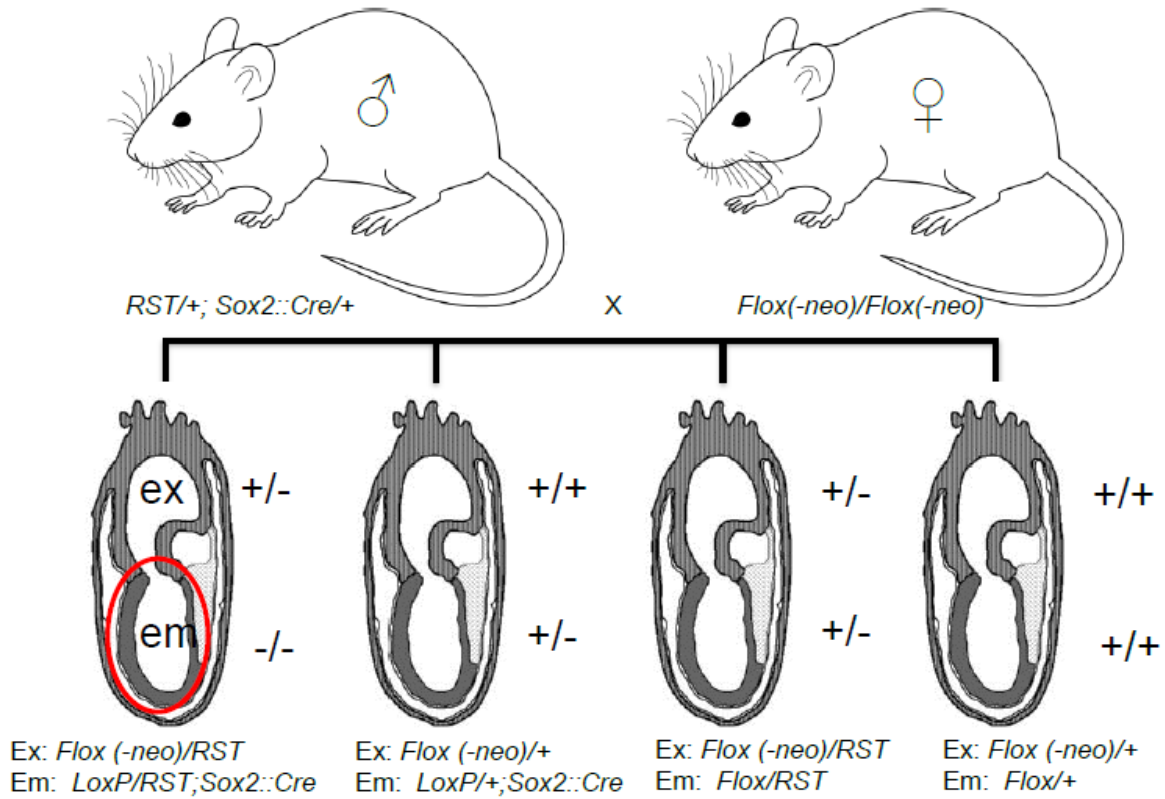 ♂ ♀
RST/+; Sox2::Cre/+ X Flox(-neo)/Flox(-neo)
ex +/- +/+ +/- +/+
em -/- +/- +/- +/+
Ex: Flox (-neo)/RST
Em: LoxP/RST;Sox2::Cre
Ex: Flox (-neo)/+
Em: LoxP/+;Sox2::Cre
Ex: Flox (-neo)/RST
Em: Flox/RST
Ex: Flox (-neo)/+
Em: Flox/+